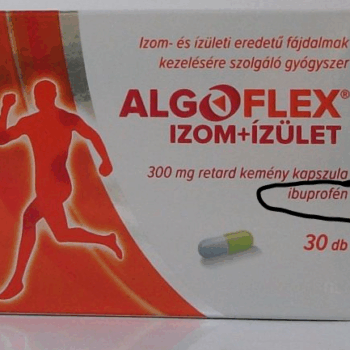 Izom- és ízületi eredetű fájdalmak
kezelésére szolgáló gyógyszer
ALGOFLEX®
IZOM+ÍZÜLET
300 mg retard kemény kapszula
ibuprofén
30 db